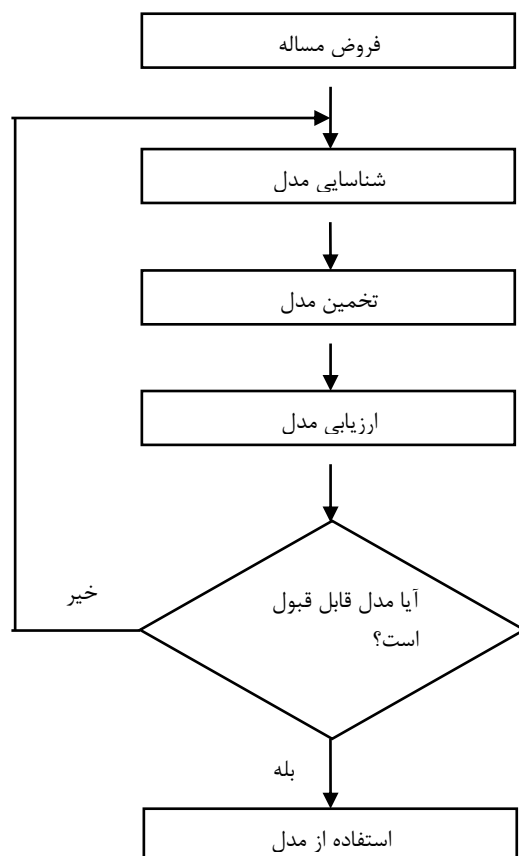 فروض مساله
شناسایی مدل
تخمین مدل
ارزیابی مدل
آیا مدل قابل قبول
است؟
خیر
بله
استفاده از مدل